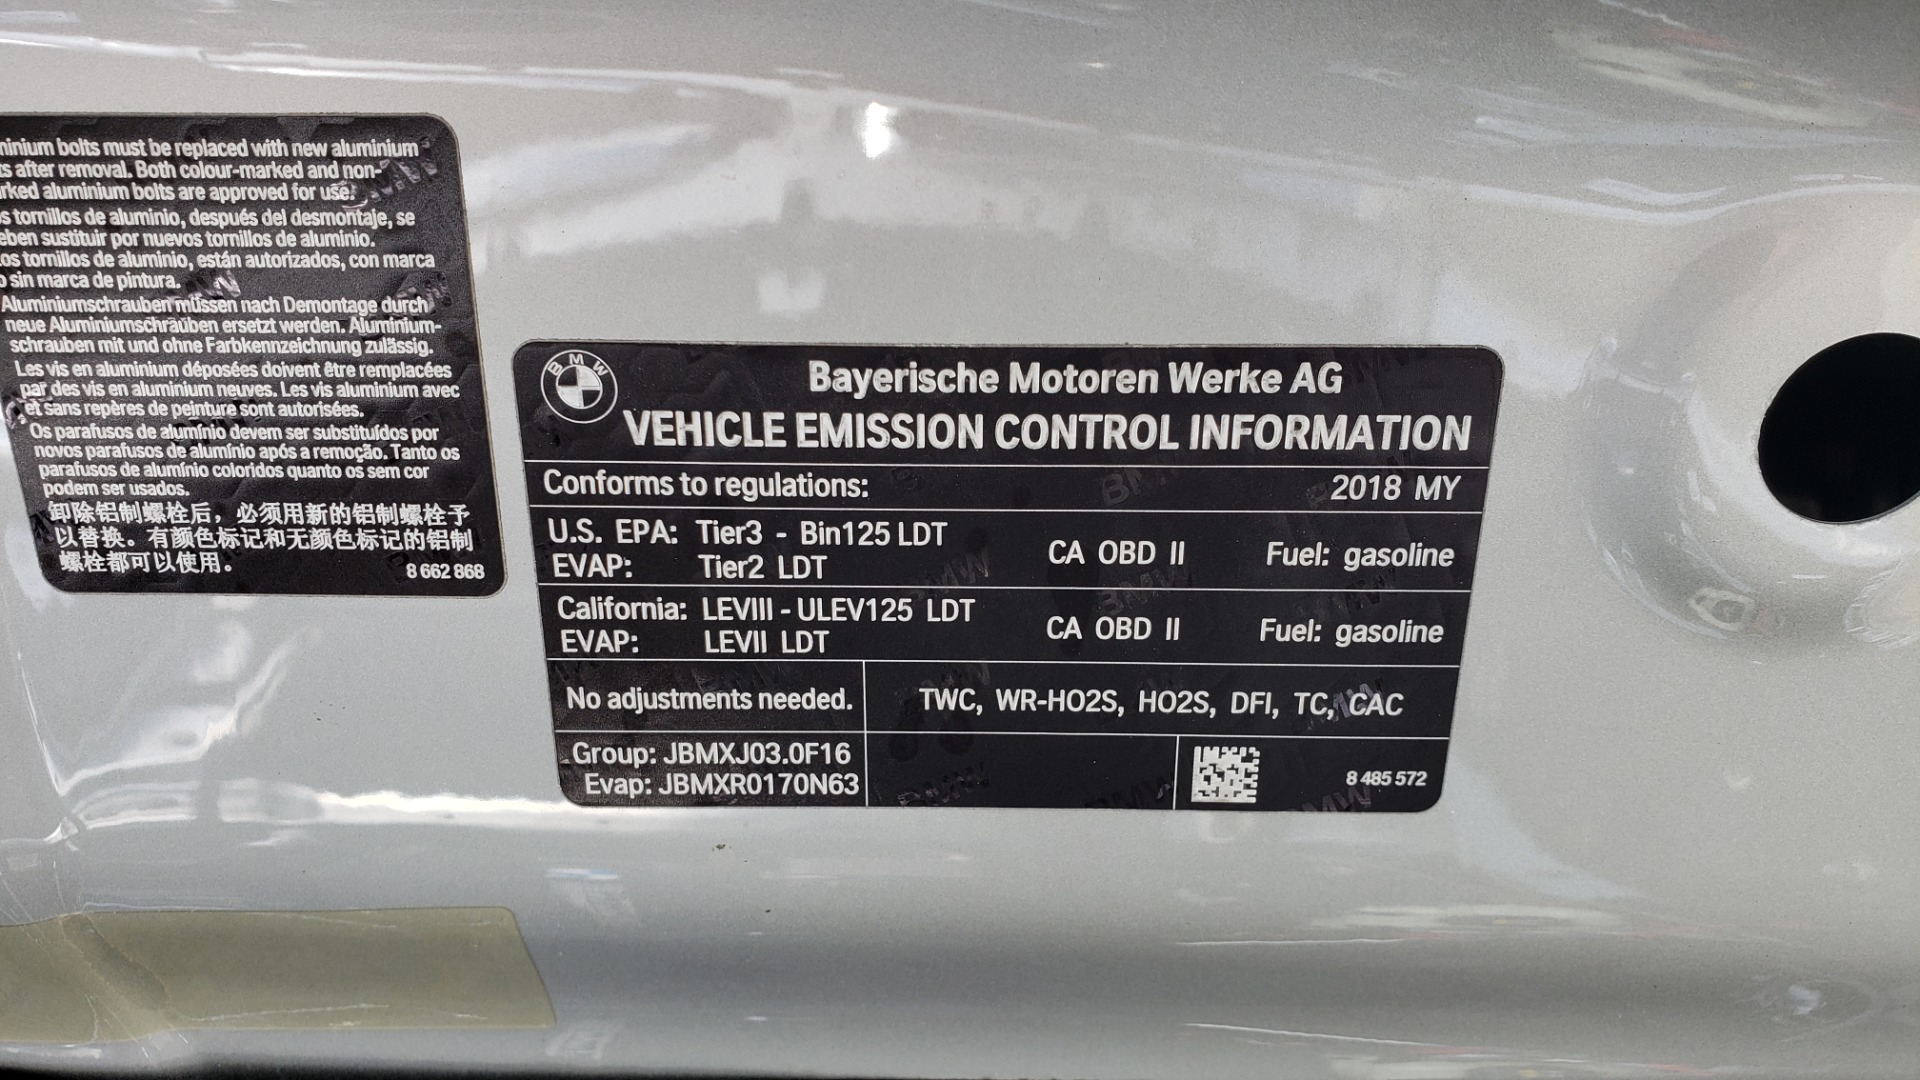 bolts must be replaced with new aluminium
after removal. Both colour-marked and non-
aluminium bolts are approved for use.
tornillos de aluminio, después del desmontaje, se
sustituir por nuevos tornillos de aluminio.
tornillos de aluminio, están autorizados, con marca
o sin marca de pintura.
Aluminiumschrauben müssen nach Demontage durch
neue Aluminiumschrauben ersetzt werden. Aluminium-
schrauben mit und ohne Farbkennzeichnung zulässig.
Les vis en aluminium déposées doivent être remplacées
par des vis en aluminium neuves. Les vis aluminium avec
et sans repères de peinture sont autorisées.
Os parafusos de alumínio devem ser substituídos por
novos parafusos de alumínio após a remoção. Tanto os
parafusos de alumínio coloridos quanto os sem cor
podem ser usados.
卸除铝制螺栓后，必须用新的铝制螺栓予
以替换。有颜色标记和无颜色标记的铝制
螺栓都可以使用。
8 662 868
BMW
Bayerische Motoren Werke AG
VEHICLE EMISSION CONTROL INFORMATION
Conforms to regulations: 2018 MY
U.S. EPA: Tier3 - Bin125 LDT
EVAP: Tier2 LDT
CA OBD II Fuel: gasoline
California: LEVIII - ULEV125 LDT
EVAP: LEVII LDT
CA OBD II Fuel: gasoline
No adjustments needed. TWC, WR-HO2S, HO2S, DFI, TC, CAC
Group: JBMXJ03.0F16
Evap: JBMXR0170N63
8 485 572